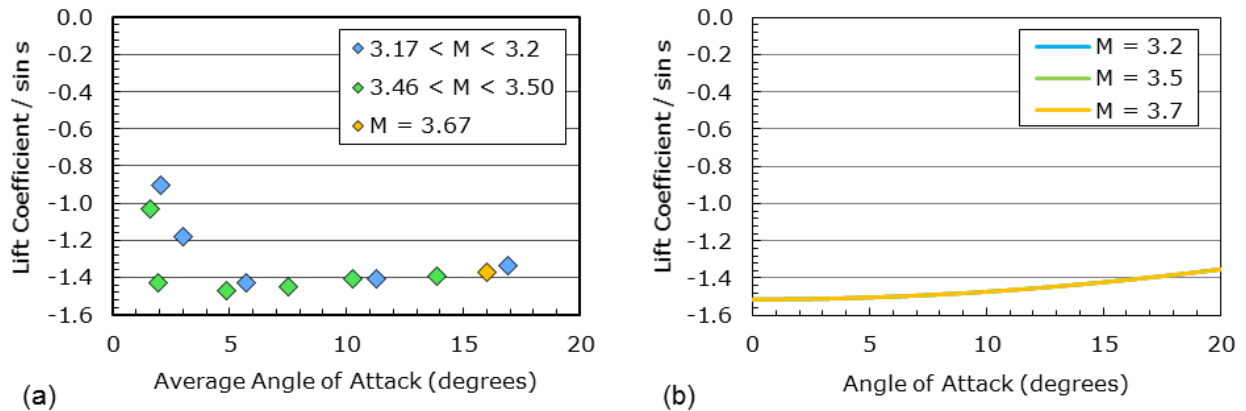 Lift Coefficient / sin s
0.0
-0.2
-0.4
-0.6
-0.8
-1.0
-1.2
-1.4
-1.6
3.17 < M < 3.2
3.46 < M < 3.50
M = 3.67
0 5 10 15 20
Average Angle of Attack (degrees)
(a)
Lift Coefficient / sin s
0.0
-0.2
-0.4
-0.6
-0.8
-1.0
-1.2
-1.4
-1.6
M = 3.2
M = 3.5
M = 3.7
0 5 10 15 20
Angle of Attack (degrees)
(b)